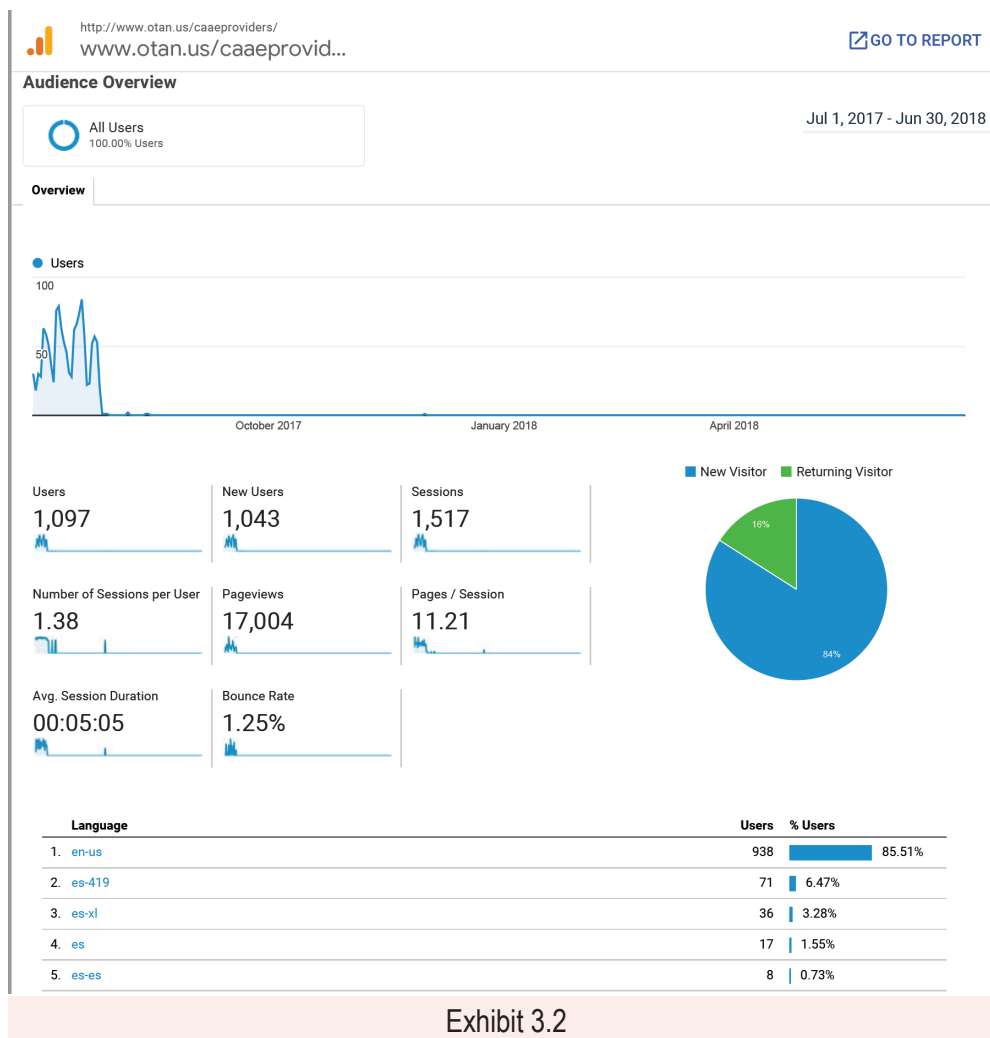 http://www.otan.us/caaeproviders/
www.otan.us/caaeprovid...
GO TO REPORT
Audience Overview
All Users
100.00% Users
Jul 1, 2017 - Jun 30, 2018
Overview
Users
100
50
October 2017 January 2018 April 2018
New Visitor Returning Visitor
16%
84%
Users New Users Sessions
1,097 1,043 1,517
Number of Sessions per User Pageviews Pages / Session
1.38 17,004 11.21
Avg. Session Duration Bounce Rate
00:05:05 1.25%
Language Users % Users
1. en-us 938 85.51%
2. es-419 71 6.47%
3. es-xl 36 3.28%
4. es 17 1.55%
5. es-es 8 0.73%
Exhibit 3.2